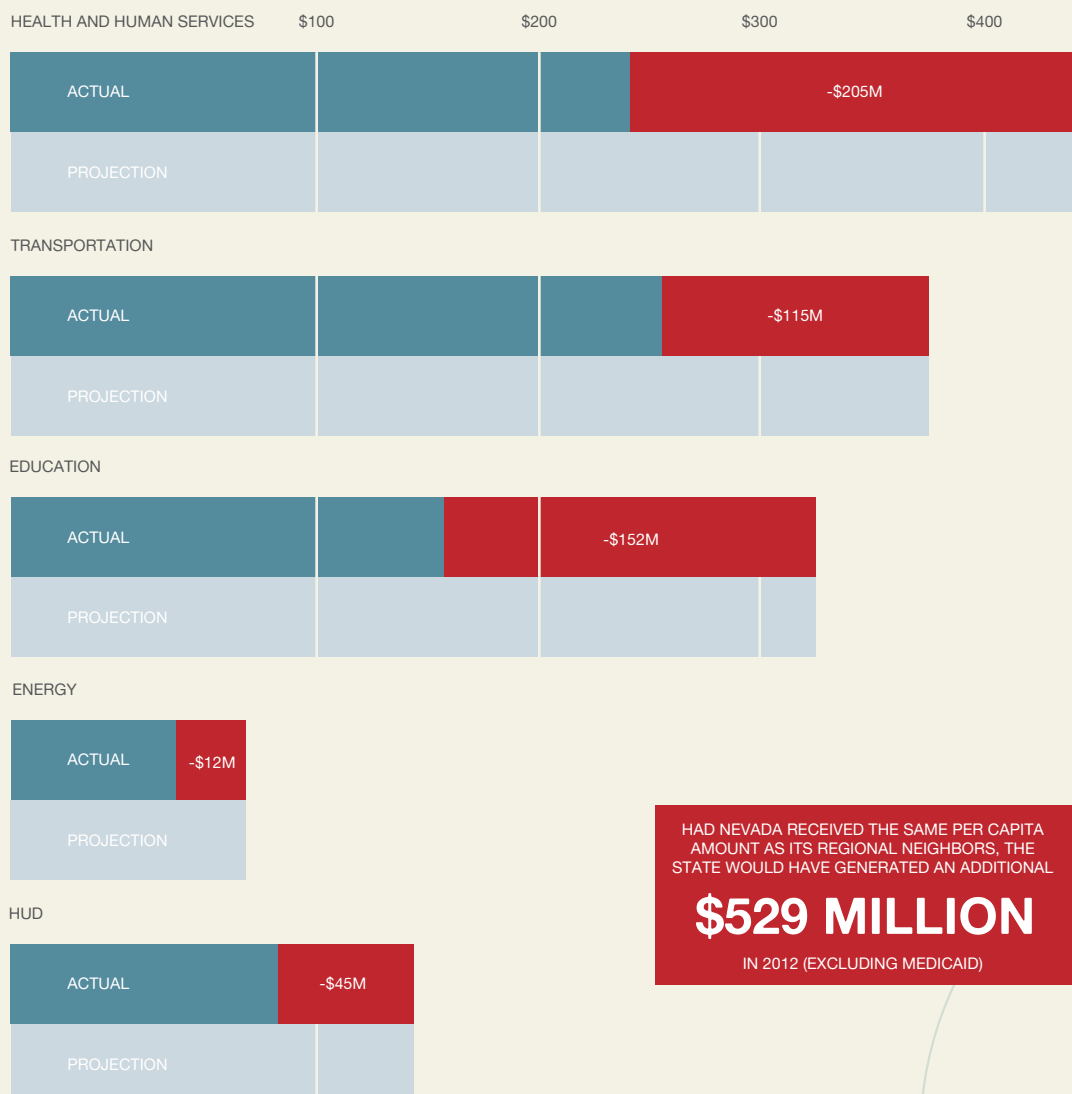 HEALTH AND HUMAN SERVICES $100 $200 $300 $400
ACTUAL -$205M
PROJECTION
TRANSPORTATION
ACTUAL -$115M
PROJECTION
EDUCATION
ACTUAL -$152M
PROJECTION
ENERGY
ACTUAL -$12M
PROJECTION
HUD
ACTUAL -$45M
PROJECTION
HAD NEVADA RECEIVED THE SAME PER CAPITA
AMOUNT AS ITS REGIONAL NEIGHBORS, THE
STATE WOULD HAVE GENERATED AN ADDITIONAL
$529 MILLION
IN 2012 (EXCLUDING MEDICAID)